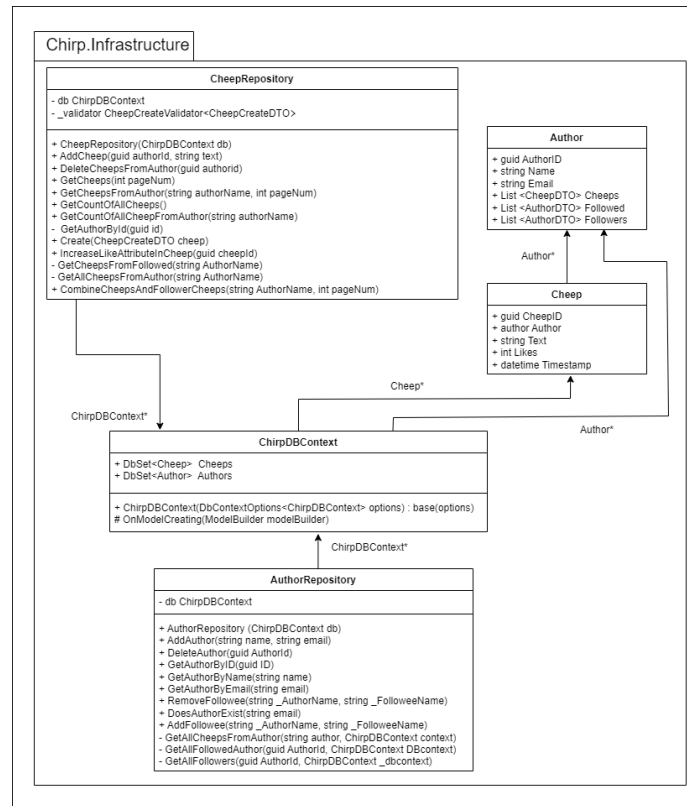 Chirp.Infrastructure
CheepRepository
- db ChirpDBContext
- _validator CheepCreateValidator<CheepCreateDTO>
+ CheepRepository(ChirpDBContext db)
+ AddCheep(guid authorId, string text)
+ DeleteCheepsFromAuthor(guid authorid)
+ GetCheeps(int pageNum)
+ GetCheepsFromAuthor(string authorName, int pageNum)
+ GetCountOfAllCheeps()
+ GetCountOfAllCheepFromAuthor(string authorName)
- GetAuthorById(guid id)
+ Create(CheepCreateDTO cheep)
+ IncreaseLikeAttributeInCheep(guid cheepId)
- GetCheepsFromFollowed(string AuthorName)
- GetAllCheepsFromAuthor(string AuthorName)
+ CombineCheepsAndFollowerCheeps(string AuthorName, int pageNum)
Author
+ guid AuthorID
+ string Name
+ string Email
+ List <CheepDTO> Cheeps
+ List <AuthorDTO> Followed
+ List <AuthorDTO> Followers
Author*
Cheep
+ guid CheepID
+ author Author
+ string Text
+ int Likes
+ datetime Timestamp
Cheep*
ChirpDBContext*
Author*
ChirpDBContext
+ DbSet<Cheep> Cheeps
+ DbSet<Author> Authors
+ ChirpDBContext(DbContextOptions<ChirpDBContext> options) : base(options)
# OnModelCreating(ModelBuilder modelBuilder)
ChirpDBContext*
AuthorRepository
- db ChirpDBContext
+ AuthorRepository (ChirpDBContext db)
+ AddAuthor(string name, string email)
+ DeleteAuthor(guid AuthorId)
+ GetAuthorByID(guid ID)
+ GetAuthorByName(string name)
+ GetAuthorByEmail(string email)
+ RemoveFollowee(string _AuthorName, string _FolloweeName)
+ DoesAuthorExist(string email)
+ AddFollowee(string _AuthorName, string _FolloweeName)
- GetAllCheepsFromAuthor(string author, ChirpDBContext context)
- GetAllFollowedAuthor(guid AuthorId, ChirpDBContext DBcontext)
- GetAllFollowers(guid AuthorId, ChirpDBContext _dbcontext)